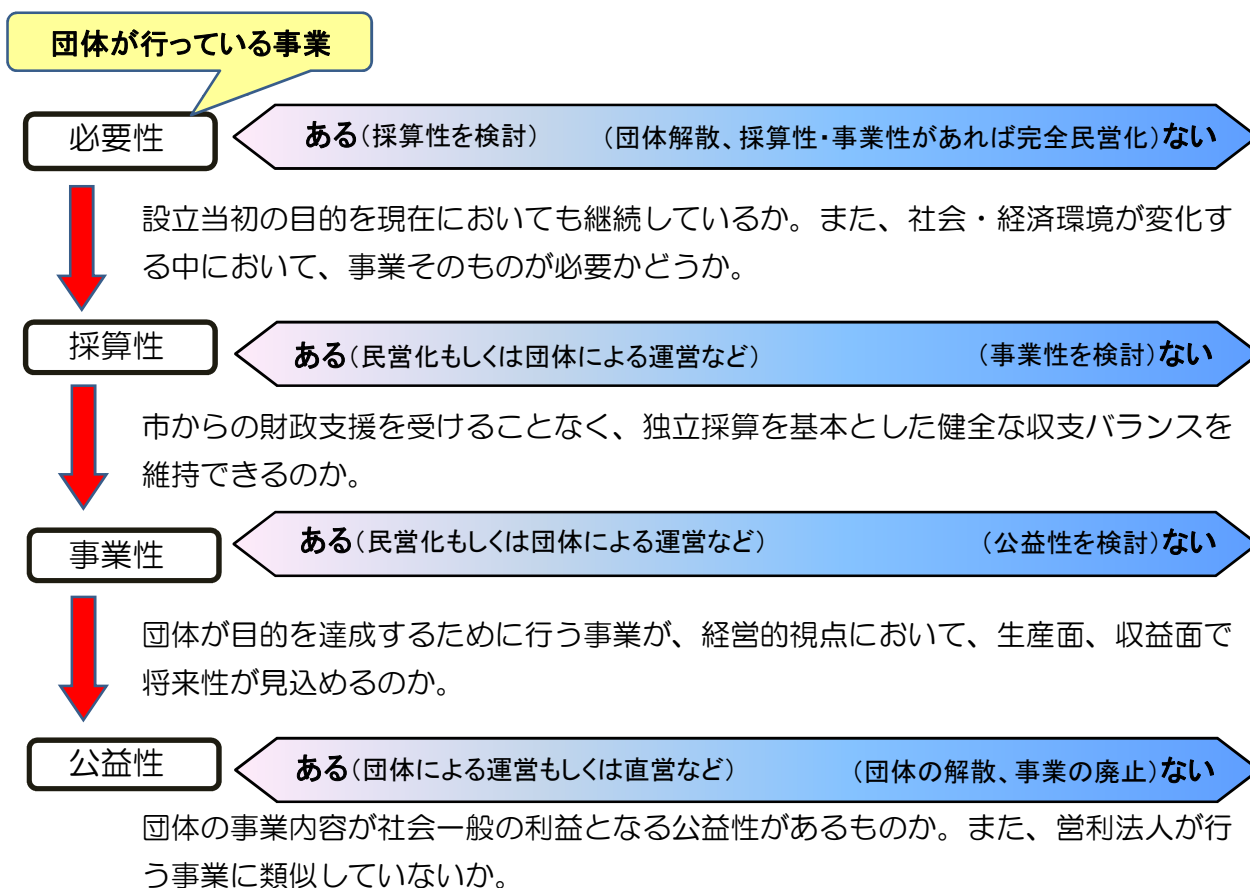 団体が行っている事業
必要性
ある(採算性を検討) (団体解散、採算性・事業性があれば完全民営化)ない
設立当初の目的を現在においても継続しているか。また、社会・経済環境が変化す
る中において、事業そのものが必要かどうか。
採算性
ある(民営化もしくは団体による運営など) (事業性を検討)ない
市からの財政支援を受けることなく、独立採算を基本とした健全な収支バランスを
維持できるのか。
事業性
ある(民営化もしくは団体による運営など) (公益性を検討)ない
団体が目的を達成するために行う事業が、経営的視点において、生産面、収益面で
将来性が見込めるのか。
公益性
ある(団体による運営もしくは直営など) (団体の解散、事業の廃止)ない
団体の事業内容が社会一般の利益となる公益性があるものか。また、営利法人が行
う事業に類似していないか。